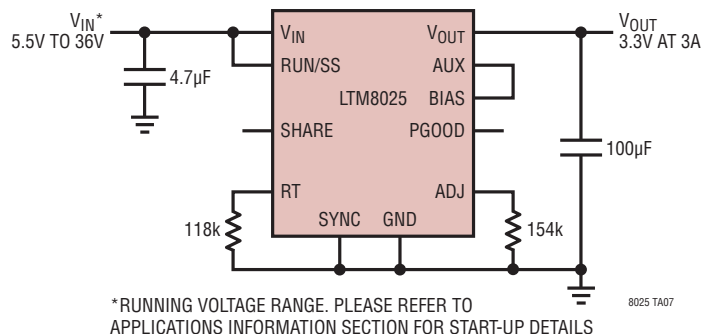 VIN*
5.5V TO 36V
4.7µF
VIN
RUN/SS
SHARE
RT
SYNC
GND
LTM8025
VOUT
AUX
BIAS
PGOOD
ADJ
VOUT
3.3V AT 3A
100µF
118k
154k
8025 TA07
*RUNNING VOLTAGE RANGE. PLEASE REFER TO
APPLICATIONS INFORMATION SECTION FOR START-UP DETAILS